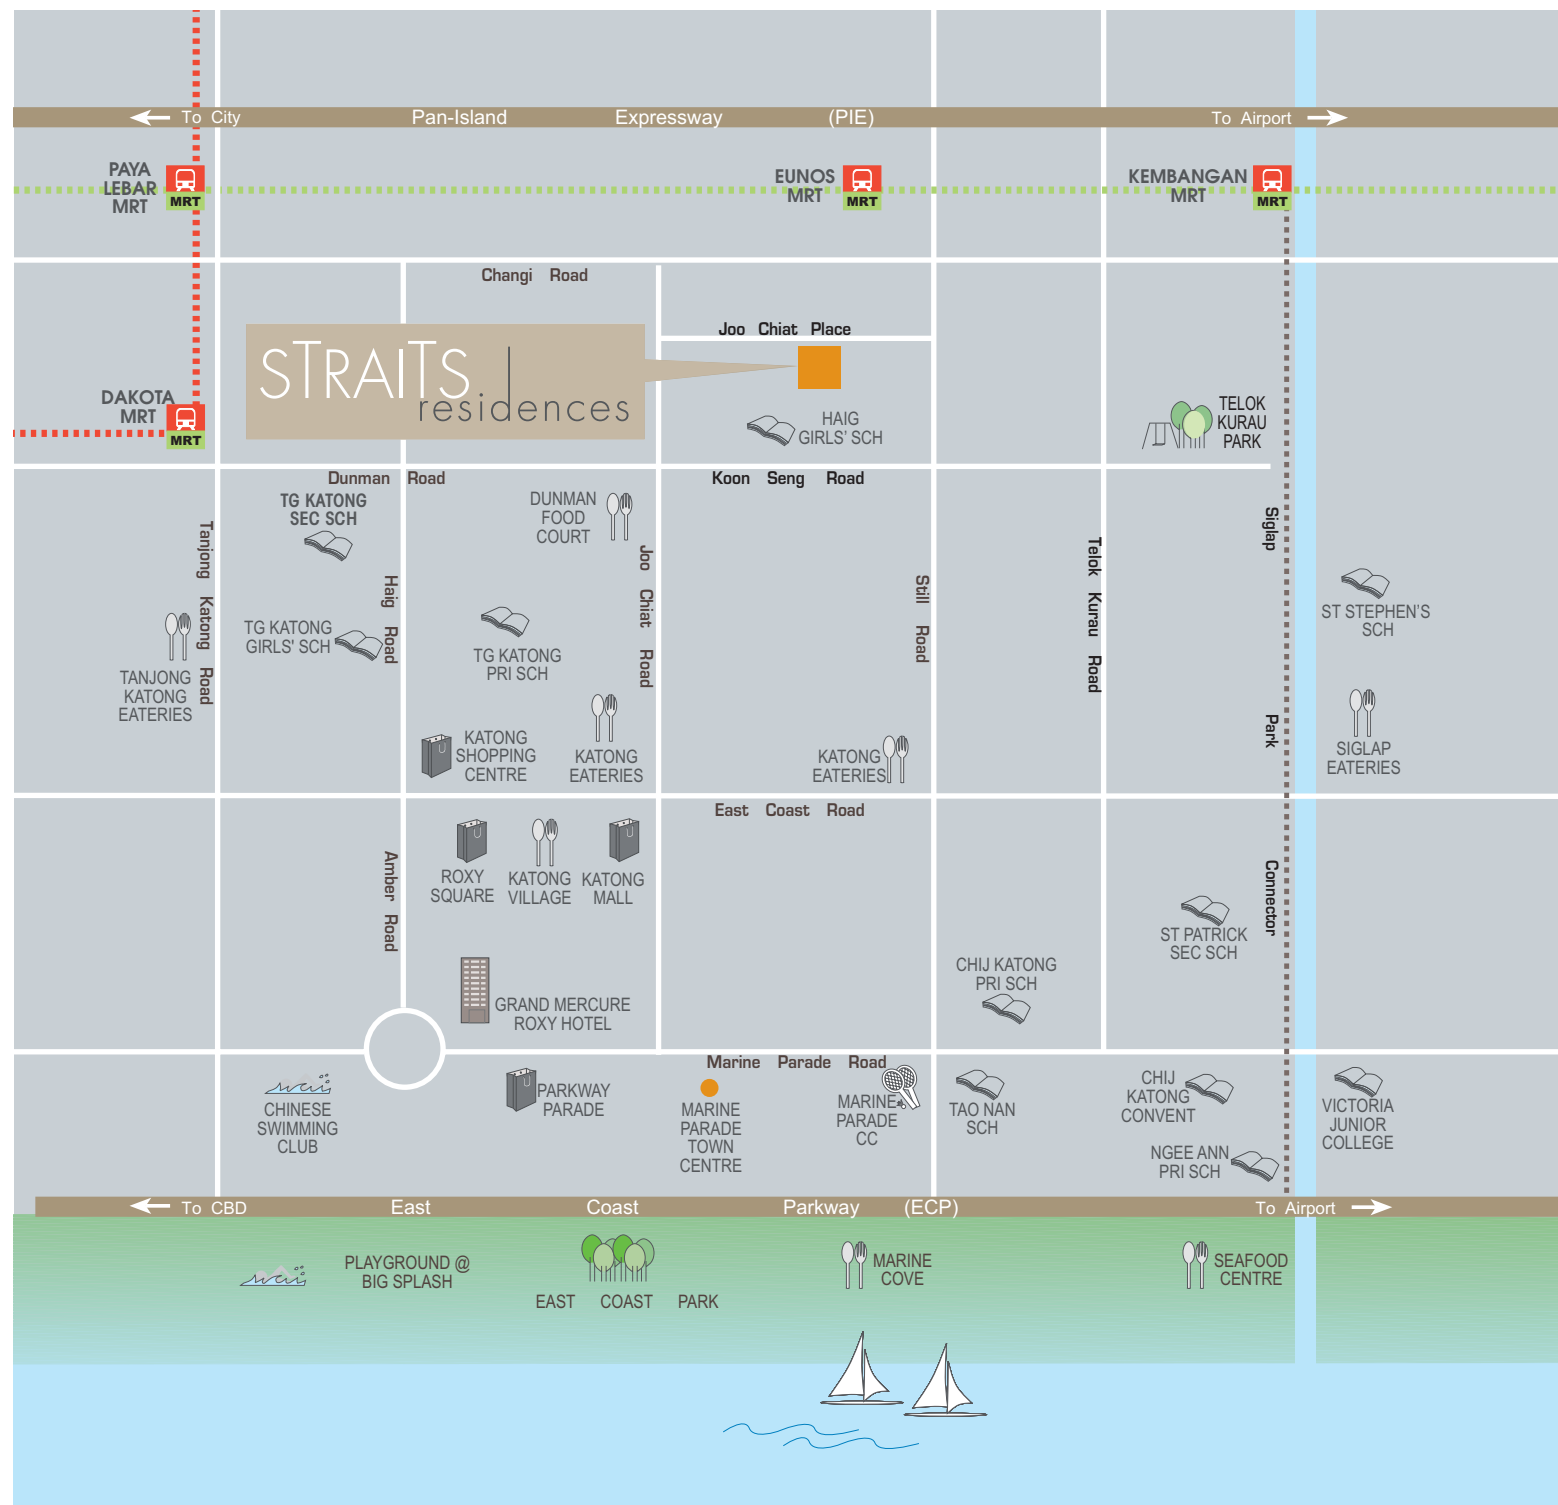 To City
Pan-Island Expressway (PIE)
To Airport
PAYA
LEBAR
MRT
MRT
EUNOS
MRT
MRT
KEMBANGAN
MRT
MRT
Changi Road
Joo Chiat Place
STRAITS
residences
DAKOTA
MRT
MRT
HAIG
GIRLS' SCH
TELOK
KURAU
PARK
Dunman Road
Koon Seng Road
TG KATONG
SEC SCH
DUNMAN
FOOD
COURT
Tanjong Katong Road
Haig Road
Joo Chiat Road
Still Road
Telok Kurau Road
Siglap Park Connector
TG KATONG
GIRLS' SCH
TG KATONG
PRI SCH
ST STEPHEN'S
SCH
TANJONG
KATONG
EATERIES
KATONG
SHOPPING
CENTRE
KATONG
EATERIES
KATONG
EATERIES
SIGLAP
EATERIES
East Coast Road
Amber Road
ROXY
SQUARE
KATONG
VILLAGE
KATONG
MALL
ST PATRICK
SEC SCH
CHIJ KATONG
PRI SCH
GRAND MERCURE
ROXY HOTEL
Marine Parade Road
CHINESE
SWIMMING
CLUB
PARKWAY
PARADE
MARINE
PARADE
TOWN
CENTRE
MARINE
PARADE
CC
TAO NAN
SCH
CHIJ
KATONG
CONVENT
VICTORIA
JUNIOR
COLLEGE
NGEE ANN
PRI SCH
To CBD
East Coast Parkway (ECP)
To Airport
PLAYGROUND @
BIG SPLASH
EAST COAST PARK
MARINE
COVE
SEAFOOD
CENTRE